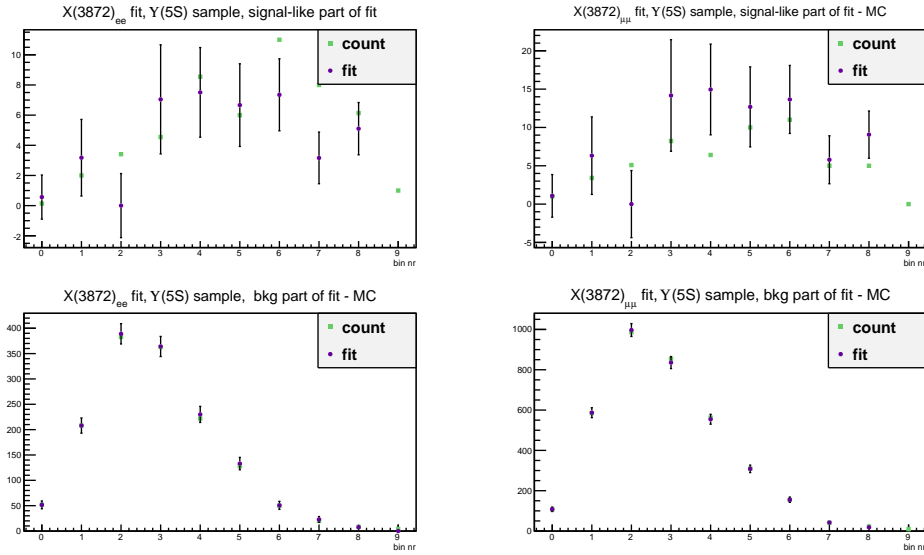 X(3872)ee fit, Υ(5S) sample, signal-like part of fit
count
fit
10
8
6
4
2
0
−2
0 1 2 3 4 5 6 7 8 9
bin nr
X(3872)μμ fit, Υ(5S) sample, signal-like part of fit - MC
count
fit
20
15
10
5
0
−5
0 1 2 3 4 5 6 7 8 9
bin nr
X(3872)ee fit, Υ(5S) sample, bkg part of fit - MC
count
fit
400
350
300
250
200
150
100
50
0
0 1 2 3 4 5 6 7 8 9
bin nr
X(3872)μμ fit, Υ(5S) sample, bkg part of fit - MC
count
fit
1000
800
600
400
200
0
0 1 2 3 4 5 6 7 8 9
bin nr